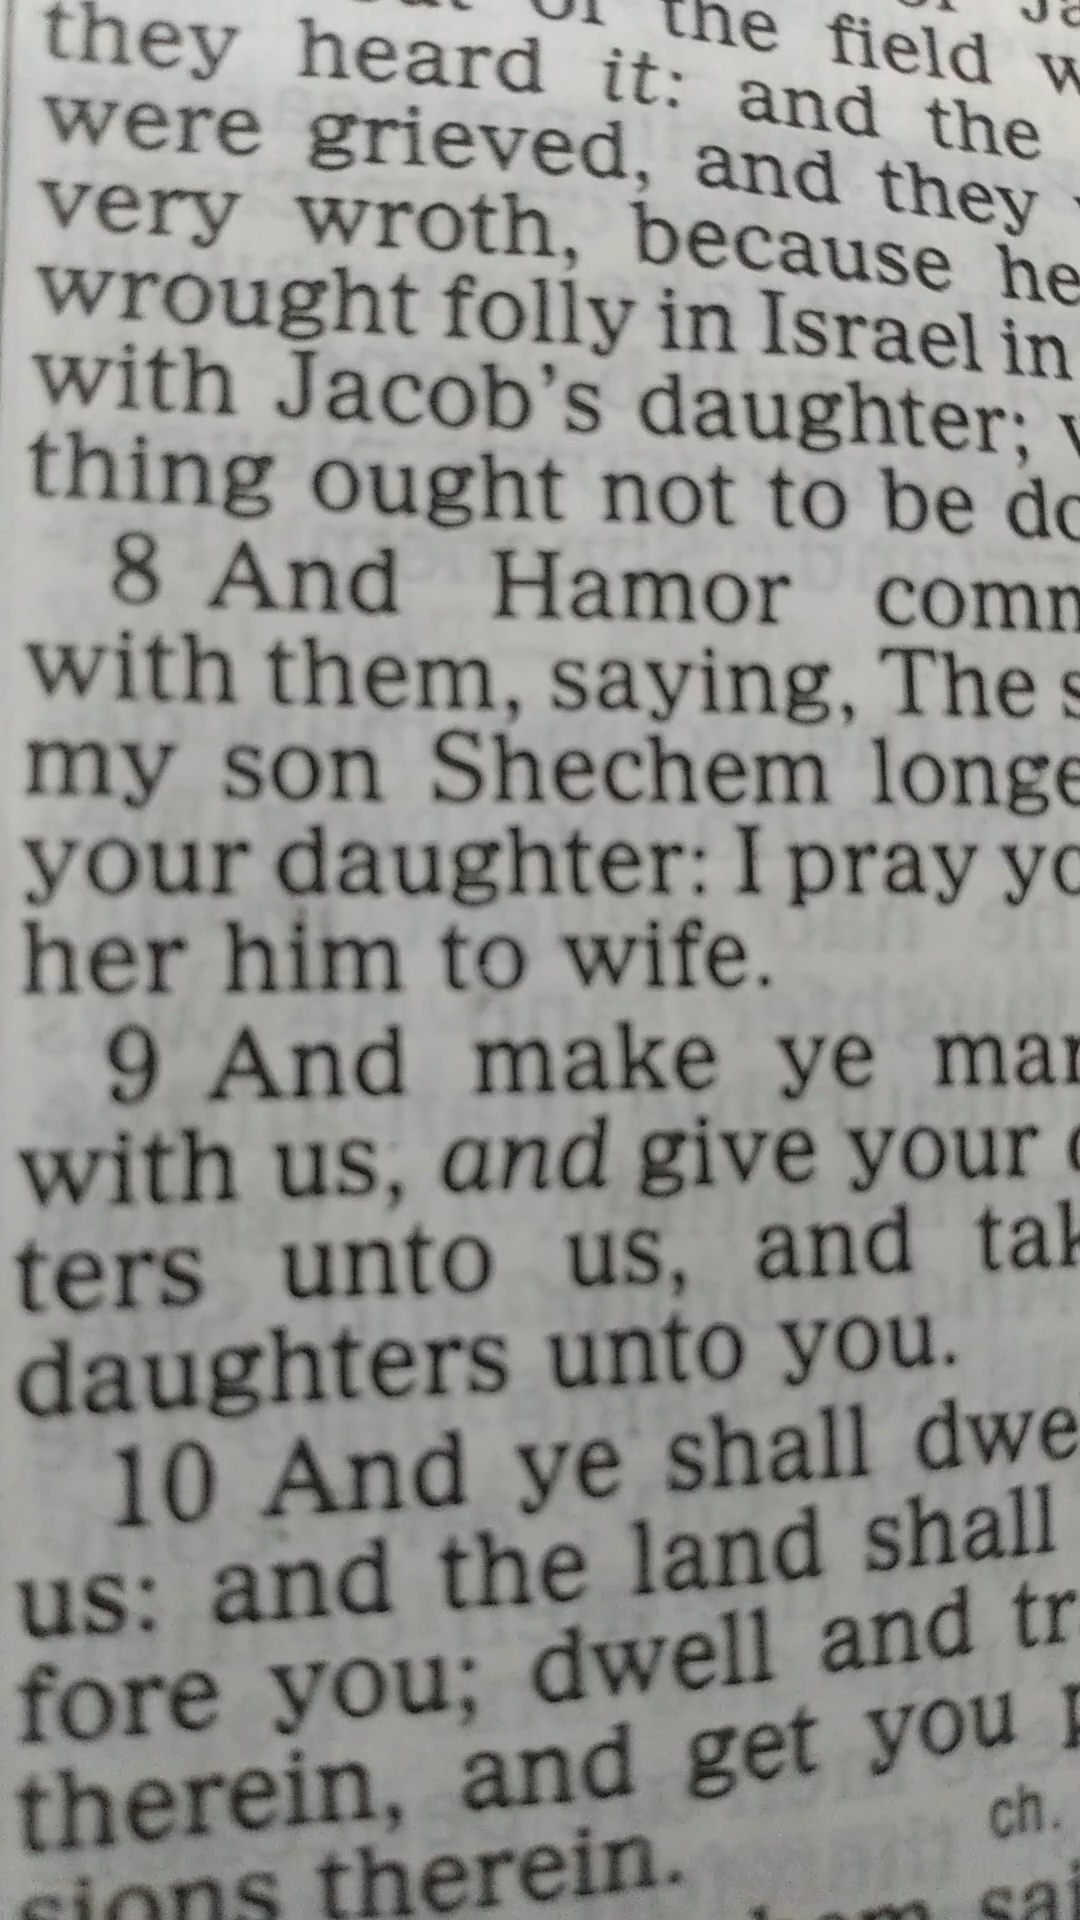 of the field
they heard it: and the
were grieved, and they
very wroth, because he
wrought folly in Israel in
with Jacob's daughter;
thing ought not to be
8 And Hamor
with them, saying, The
my son Shechem
your daughter: I pray
her him to wife.
9 And make ye
with us, and give your
ters unto us, and
daughters unto you.
10 And ye shall
us: and the land shall
fore you; dwell and
therein, and get you
ch.
sions therein.